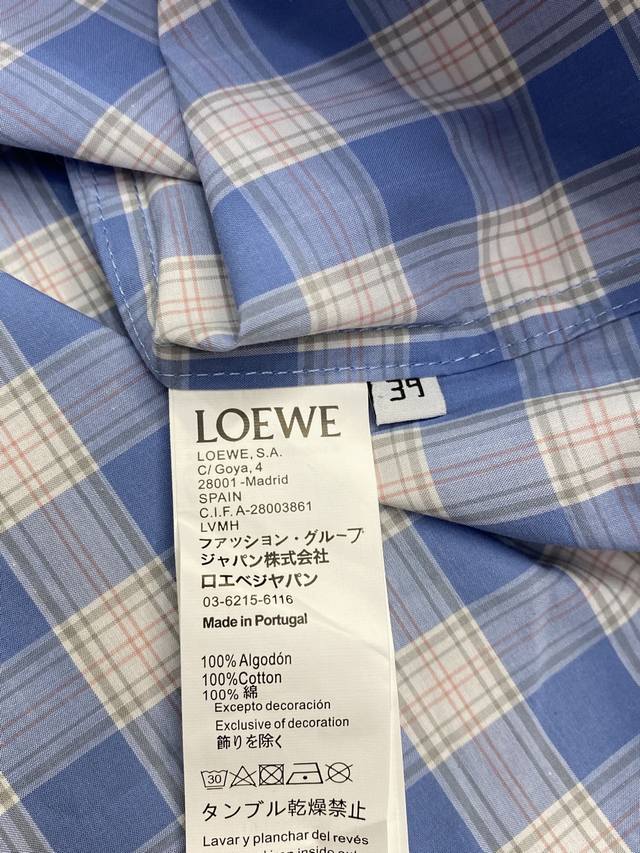 39
LOEWE
LOEWE, S.A.
C/ Goya, 4
28001 -Madrid
SPAIN
C.I.F. A-28003861
LVMH
ファッション・グループ
ジャパン株式会社
ロエベジャパン
03-6215-6116
Made in Portugal
100% Algodón
100%Cotton
100% 綿
Excepto decoración
Exclusive of decoration
飾りを除く
30
タンブル乾燥禁止
Lavar y planchar del revés